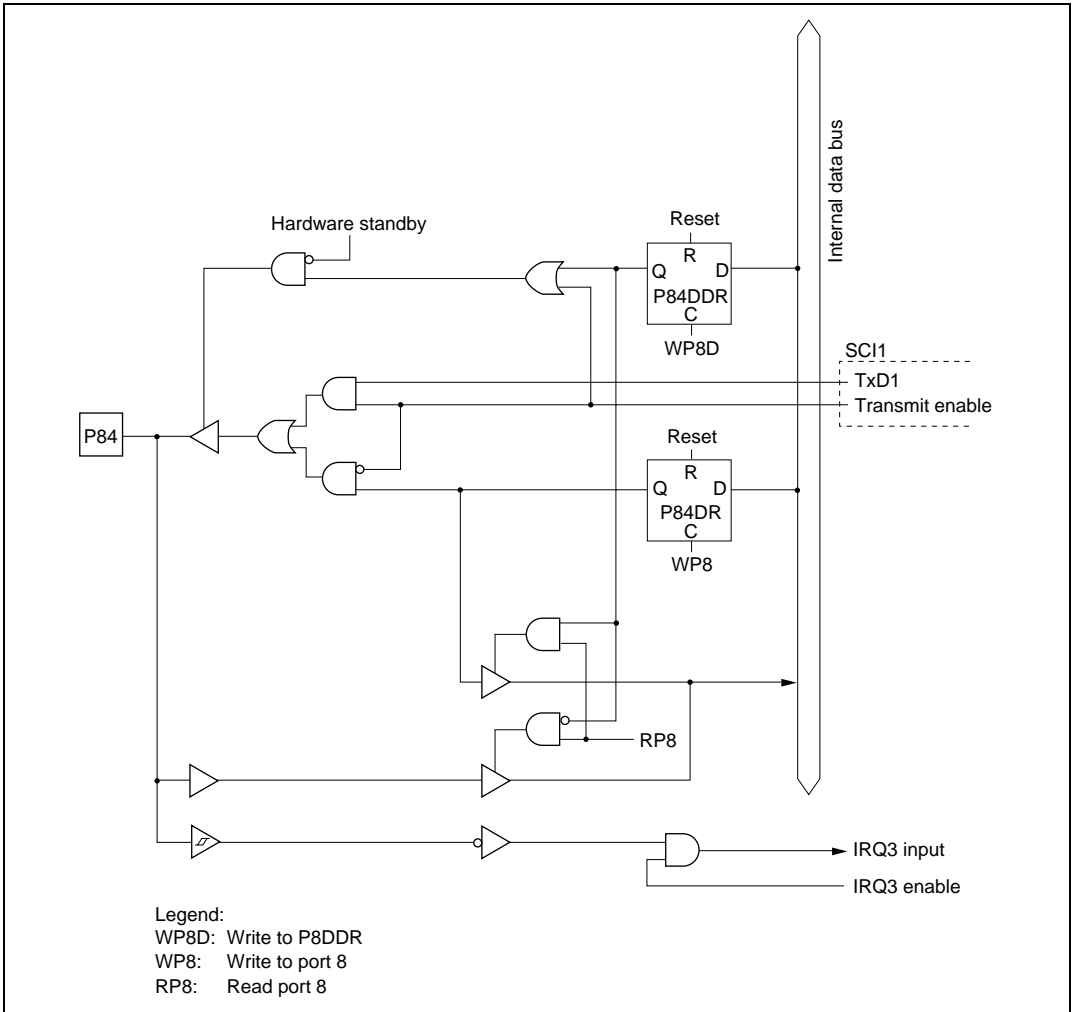 Hardware standby
Reset
R
Q D
P84DDR
C
WP8D
Internal data bus
SCI1
TxD1
Transmit enable
P84
Reset
R
Q D
P84DR
C
WP8
RP8
IRQ3 input
IRQ3 enable
Legend:
WP8D: Write to P8DDR
WP8: Write to port 8
RP8: Read port 8